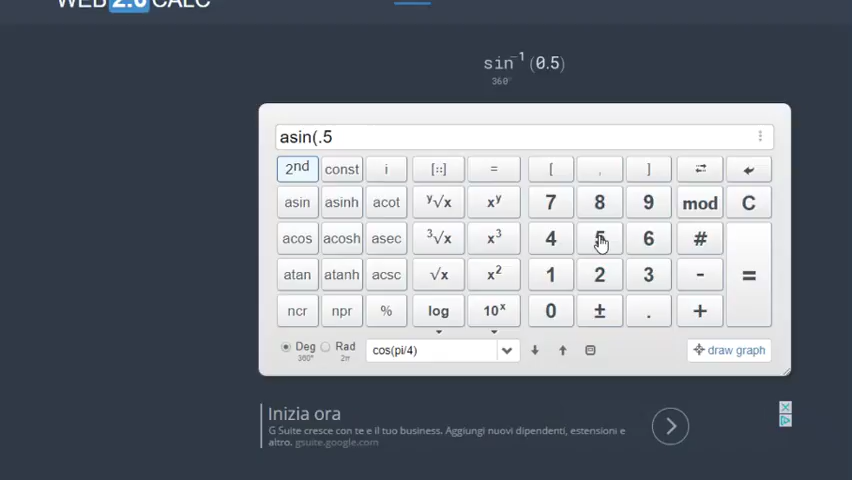 WEB 2.0 CALC
sin⁻¹ (0.5)
360°
asin(.5
2nd const i [::] = [ , ]
asin asinh acot ʸ√x xʸ 7 8 9 mod C
acos acosh asec ³√x x³ 4 5 6 #
atan atanh acsc √x x² 1 2 3 - =
ncr npr % log 10ˣ 0 ± . +
Deg Rad cos(pi/4) draw graph
360° 2π
Inizia ora
G Suite cresce con te e il tuo business. Aggiungi nuovi dipendenti, estensioni e
altro. gsuite.google.com